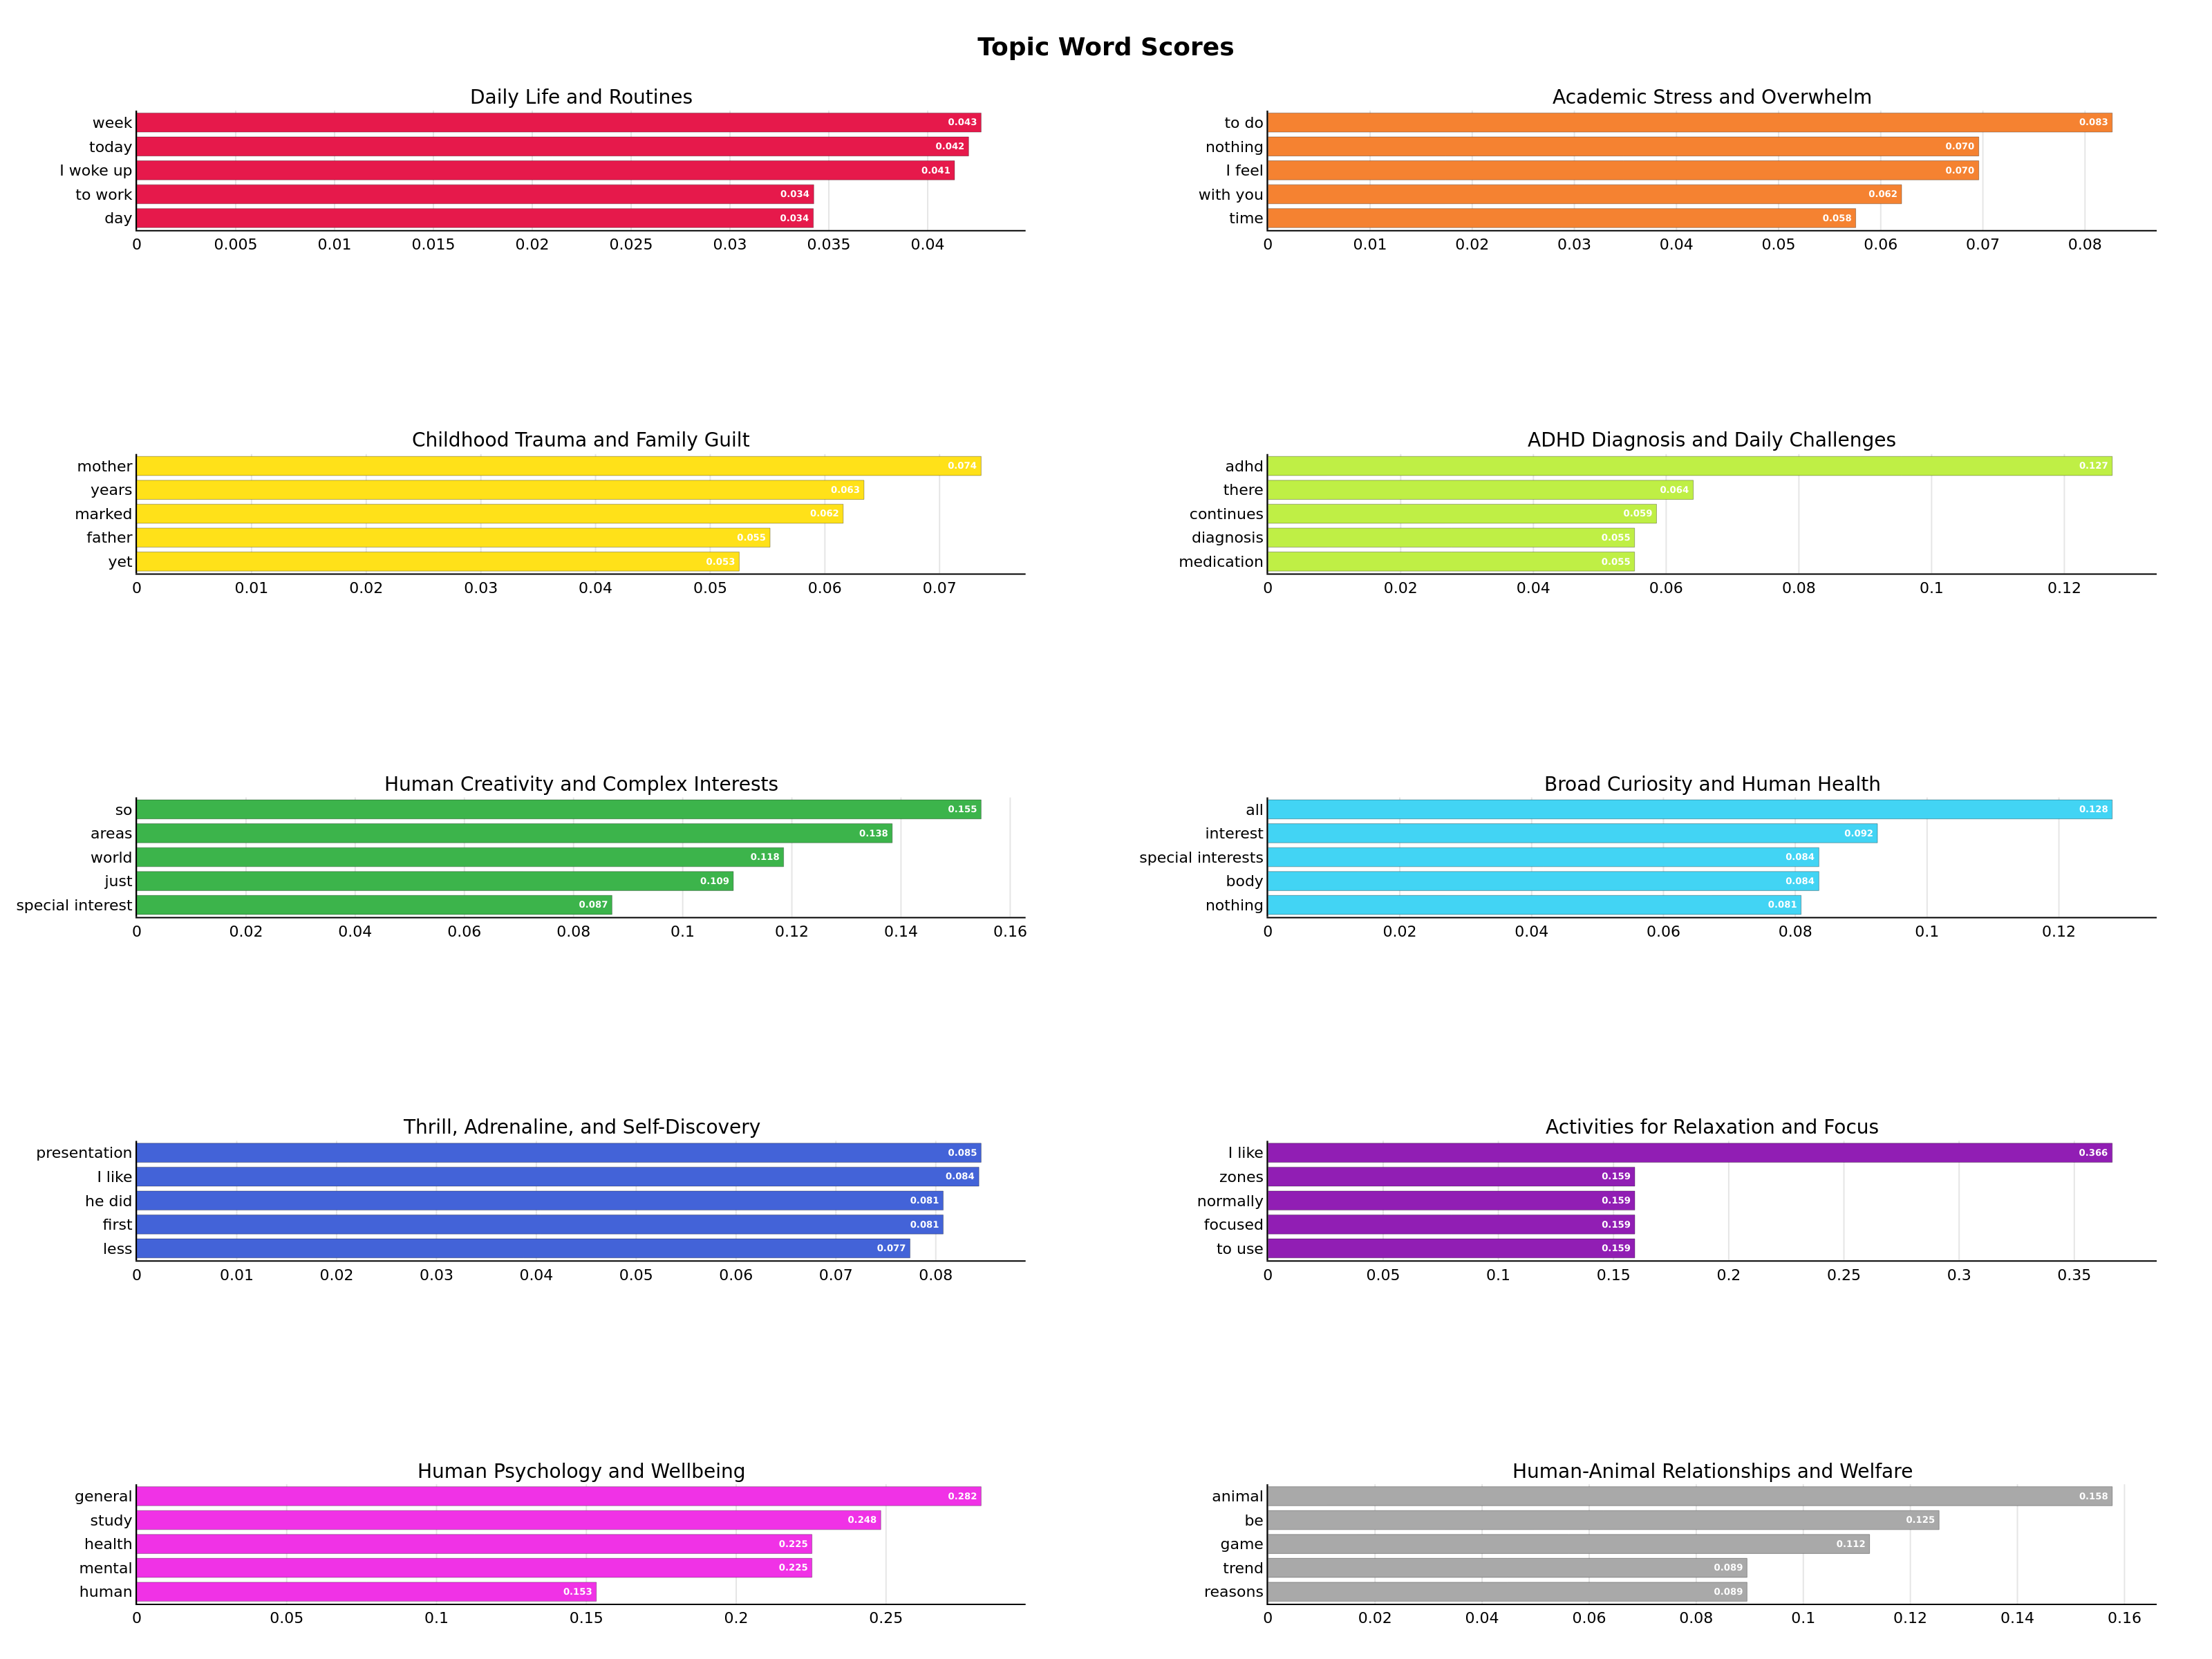 Topic Word Scores
Daily Life and Routines
week 0.043
today 0.042
I woke up 0.041
to work 0.034
day 0.034
0 0.005 0.01 0.015 0.02 0.025 0.03 0.035 0.04
Academic Stress and Overwhelm
to do 0.083
nothing 0.070
I feel 0.070
with you 0.062
time 0.058
0 0.01 0.02 0.03 0.04 0.05 0.06 0.07 0.08
Childhood Trauma and Family Guilt
mother 0.074
years 0.063
marked 0.062
father 0.055
yet 0.053
0 0.01 0.02 0.03 0.04 0.05 0.06 0.07
ADHD Diagnosis and Daily Challenges
adhd 0.127
there 0.064
continues 0.059
diagnosis 0.055
medication 0.055
0 0.02 0.04 0.06 0.08 0.1 0.12
Human Creativity and Complex Interests
so 0.155
areas 0.138
world 0.118
just 0.109
special interest 0.087
0 0.02 0.04 0.06 0.08 0.1 0.12 0.14 0.16
Broad Curiosity and Human Health
all 0.128
interest 0.092
special interests 0.084
body 0.084
nothing 0.081
0 0.02 0.04 0.06 0.08 0.1 0.12
Thrill, Adrenaline, and Self-Discovery
presentation 0.085
I like 0.084
he did 0.081
first 0.081
less 0.077
0 0.01 0.02 0.03 0.04 0.05 0.06 0.07 0.08
Activities for Relaxation and Focus
I like 0.366
zones 0.159
normally 0.159
focused 0.159
to use 0.159
0 0.05 0.1 0.15 0.2 0.25 0.3 0.35
Human Psychology and Wellbeing
general 0.282
study 0.248
health 0.225
mental 0.225
human 0.153
0 0.05 0.1 0.15 0.2 0.25
Human-Animal Relationships and Welfare
animal 0.158
be 0.125
game 0.112
trend 0.089
reasons 0.089
0 0.02 0.04 0.06 0.08 0.1 0.12 0.14 0.16